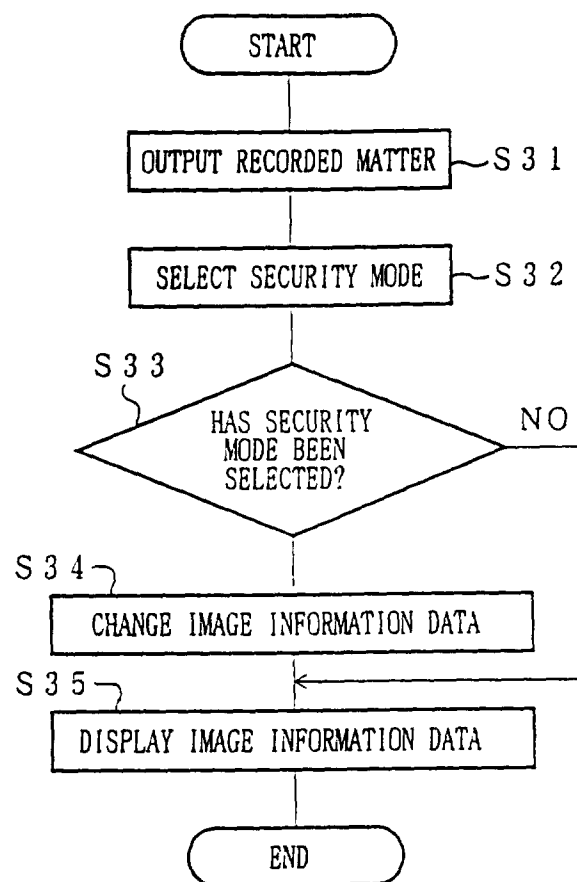 START
OUTPUT RECORDED MATTER
S31
SELECT SECURITY MODE
S32
S33
HAS SECURITY
MODE BEEN
SELECTED?
NO
S34
CHANGE IMAGE INFORMATION DATA
S35
DISPLAY IMAGE INFORMATION DATA
END